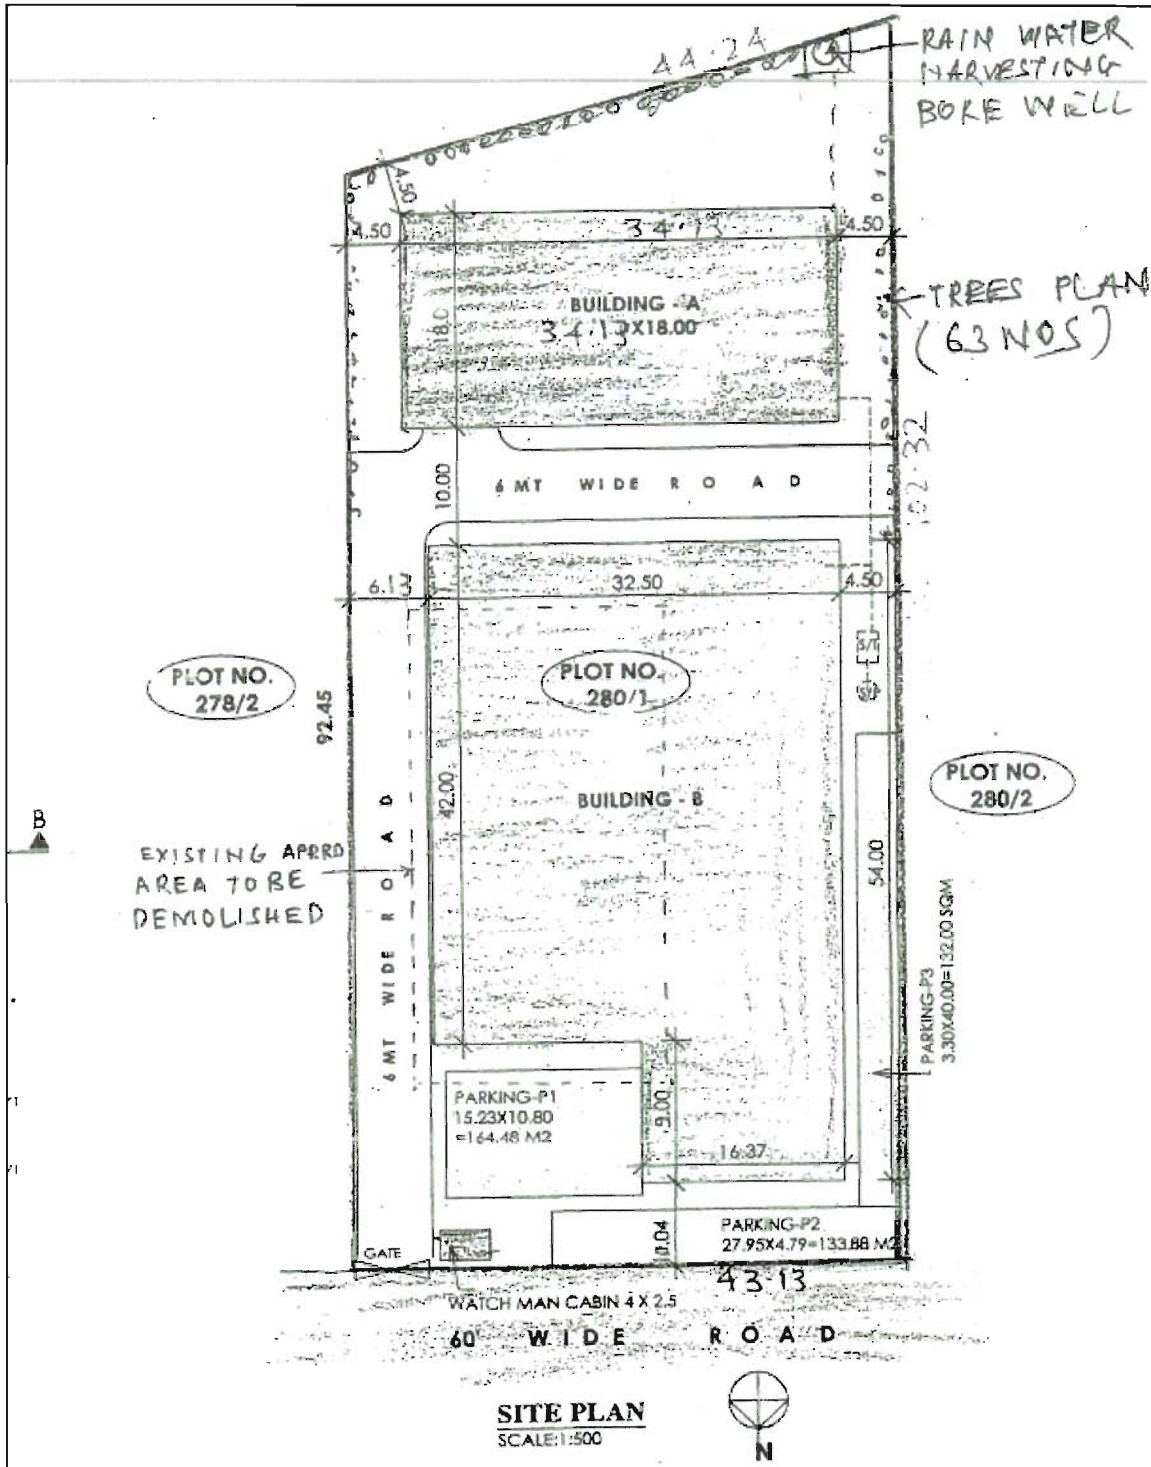 44.24
RAIN WATER
HARVESTING
BORE WELL
4.50
4.50
34.13
4.50
BUILDING - A
34.13X18.00
18.0
TREES PLAN
(63 NOS)
102.32
10.00
6 MT WIDE ROAD
6.13
32.50
4.50
S/T
PLOT NO.
278/2
PLOT NO.
280/1
92.45
PLOT NO.
280/2
42.00
BUILDING - B
B
54.00
EXISTING APPRD
AREA TO BE
DEMOLISHED
6 MT WIDE ROAD
PARKING-P3
3.30X40.00=132.00 SQM
PARKING-P1
15.23X10.80
=164.48 M2
9.00
16.37
PARKING-P2
27.95X4.79=133.88 M2
GATE
43.13
WATCH MAN CABIN 4 X 2.5
60' WIDE ROAD
SITE PLAN
SCALE:1:500
N